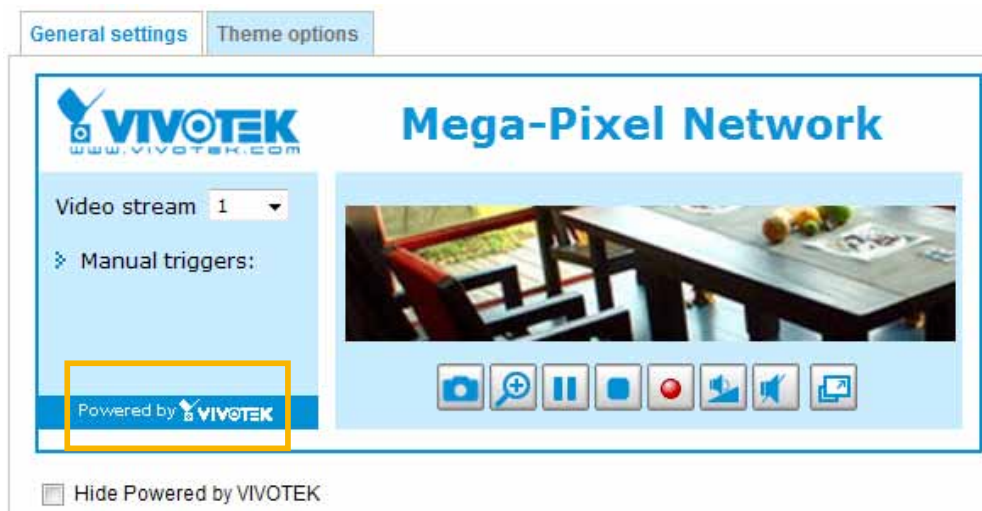 General settings
Theme options
VIVOTEK
www.vivotek.com
Mega-Pixel Network
Video stream 1
Manual triggers:
Powered by VIVOTEK
Hide Powered by VIVOTEK